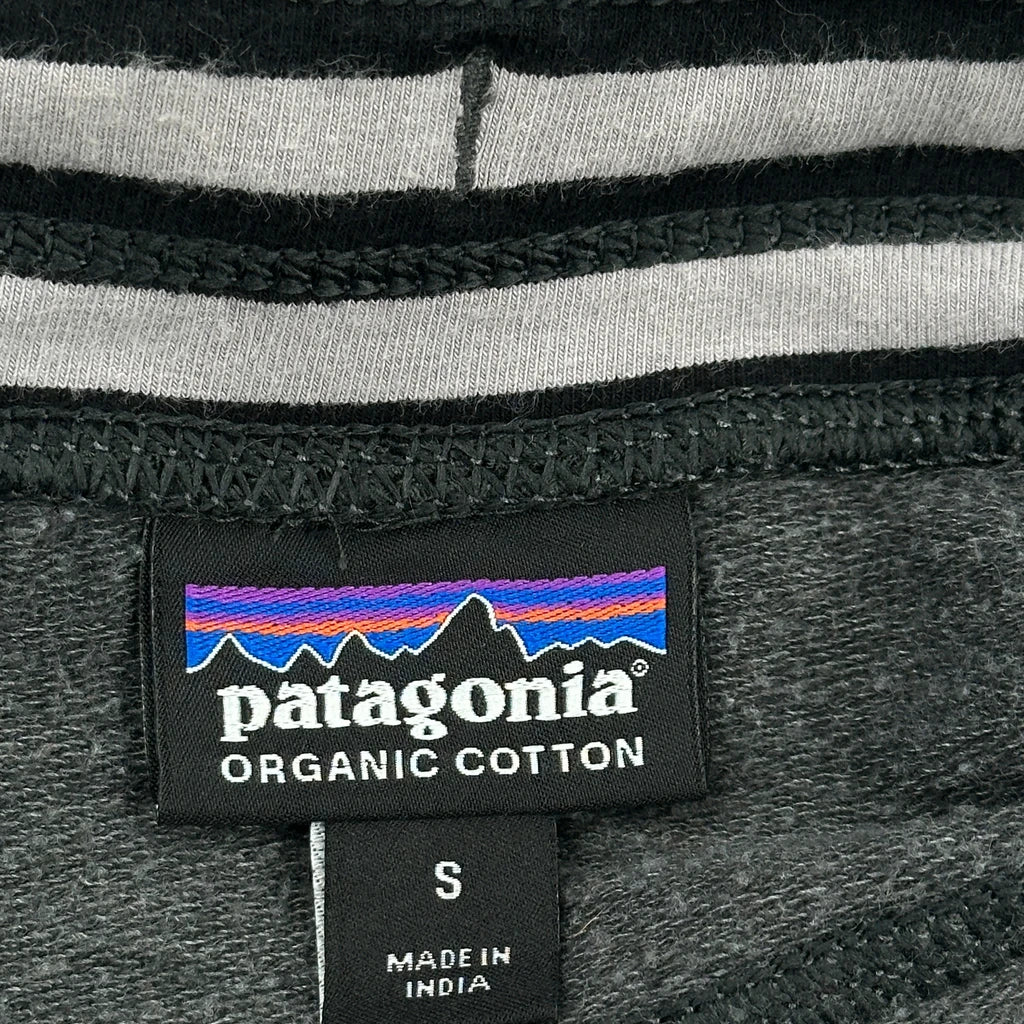 patagonia®
ORGANIC COTTON
S
MADE IN
INDIA